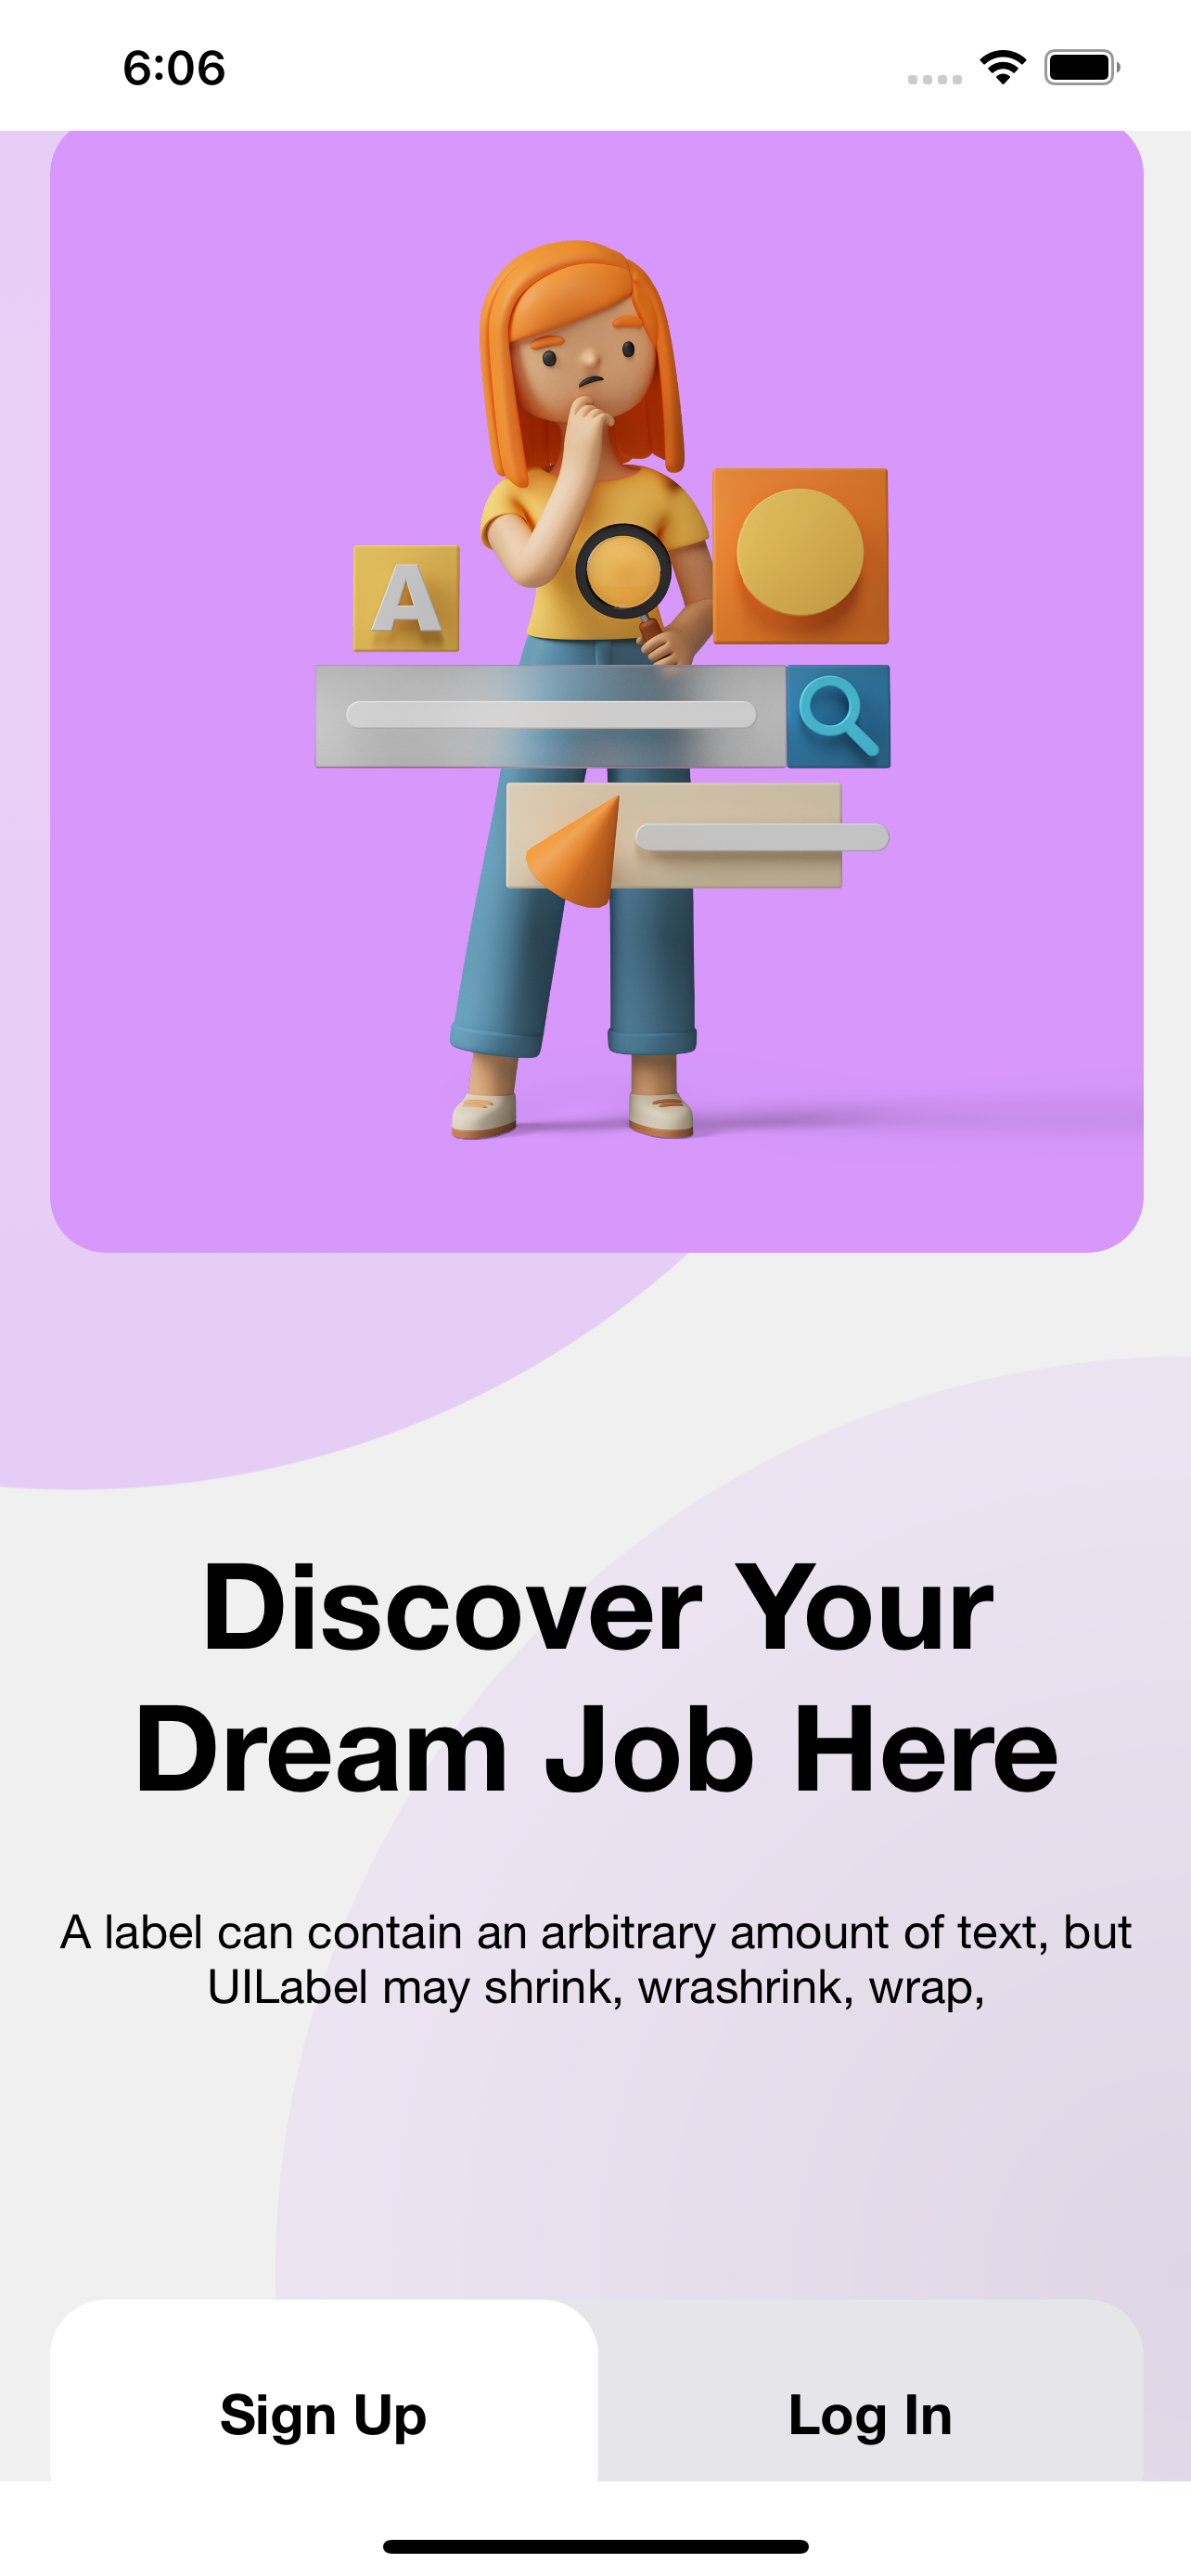 6:06
A
Discover Your
Dream Job Here
A label can contain an arbitrary amount of text, but
UILabel may shrink, wrashrink, wrap,
Sign Up
Log In